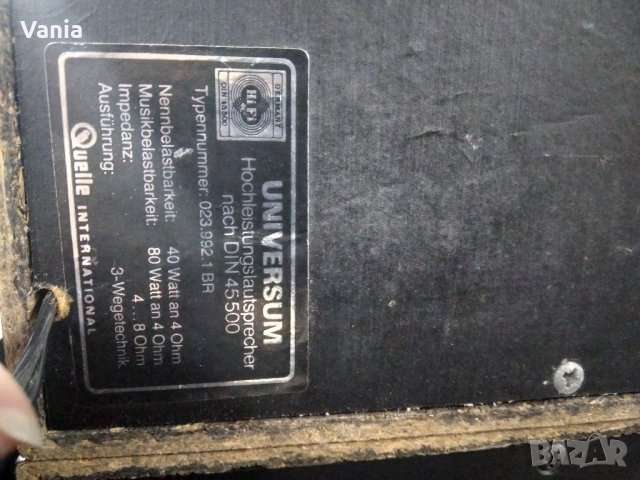 Vania
HiFi
GERMANY
DIN 45500
UNIVERSUM
Hochleistungslautsprecher
nach DIN 45 500
Typennummer: 023.992.1 BR
Nennbelastbarkeit: 40 Watt an 4 Ohm
Musikbelastbarkeit: 80 Watt an 4 Ohm
Impedanz: 4 . . 8 Ohm
Ausführung: 3-Wegetechnik
Quelle INTERNATIONAL
BAZAR